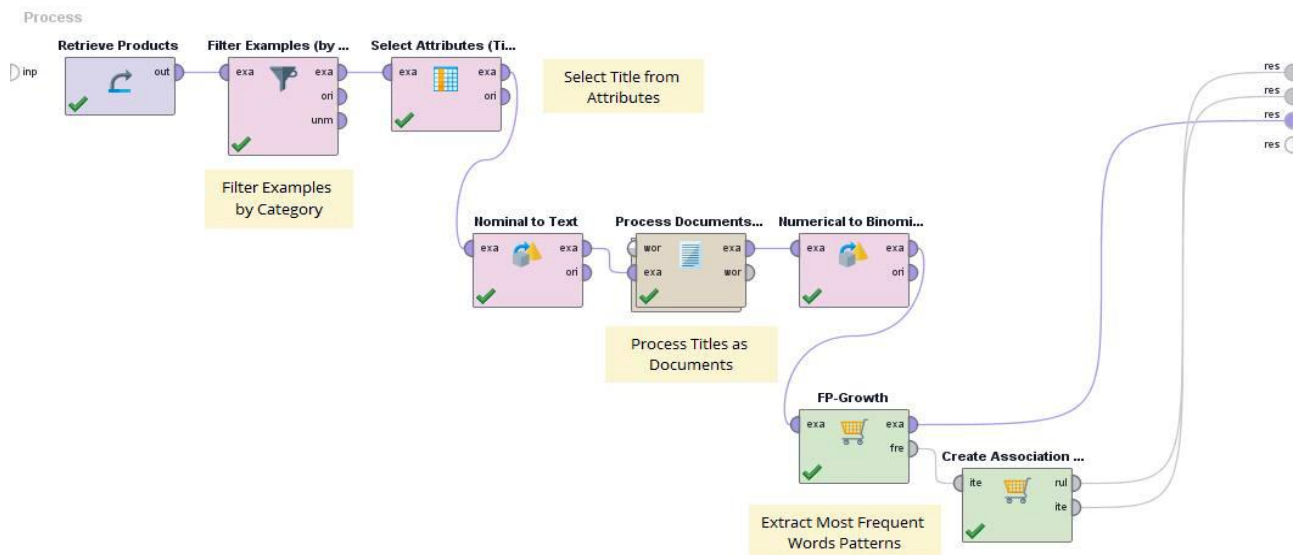 Process
inp
Retrieve Products
out
Filter Examples (by ...
exa
exa
ori
unm
Select Attributes (Ti...
exa
exa
ori
Select Title from
Attributes
res
res
res
res
Filter Examples
by Category
Nominal to Text
exa
exa
ori
Process Documents...
wor
exa
exa
wor
Numerical to Binomi...
exa
exa
ori
Process Titles as
Documents
FP-Growth
exa
exa
fre
Create Association ...
ite
rul
ite
Extract Most Frequent
Words Patterns